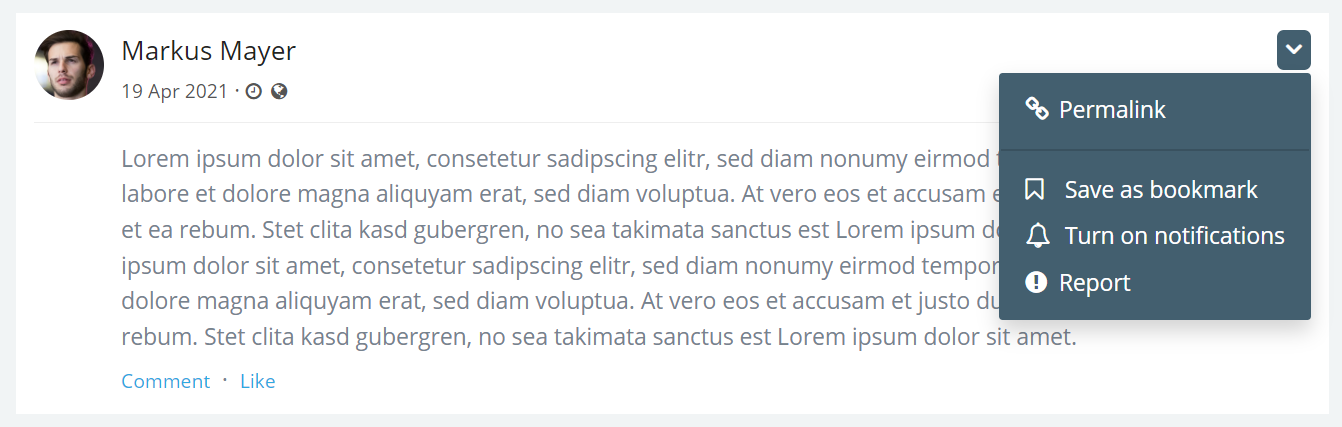 Markus Mayer
19 Apr 2021 ·
Permalink
Lorem ipsum dolor sit amet, consetetur sadipscing elitr, sed diam nonumy eirmod
labore et dolore magna aliquyam erat, sed diam voluptua. At vero eos et accusam
Save as bookmark
et ea rebum. Stet clita kasd gubergren, no sea takimata sanctus est Lorem ipsum
Turn on notifications
ipsum dolor sit amet, consetetur sadipscing elitr, sed diam nonumy eirmod tempor
Report
dolore magna aliquyam erat, sed diam voluptua. At vero eos et accusam et justo
rebum. Stet clita kasd gubergren, no sea takimata sanctus est Lorem ipsum dolor sit amet.
Comment · Like